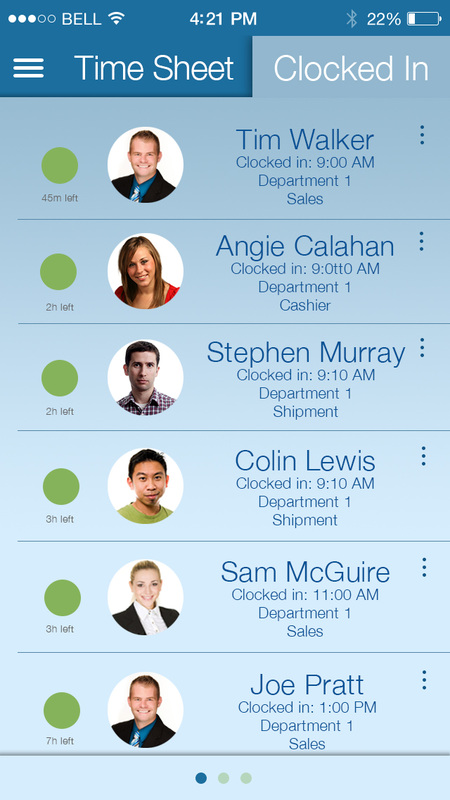 BELL 4:21 PM 22%
Time Sheet Clocked In
Tim Walker
Clocked in: 9:00 AM
Department 1
Sales
45m left
Angie Calahan
Clocked in: 9:0tt0 AM
Department 1
Cashier
2h left
Stephen Murray
Clocked in: 9:10 AM
Department 1
Shipment
2h left
Colin Lewis
Clocked in: 9:10 AM
Department 1
Shipment
3h left
Sam McGuire
Clocked in: 11:00 AM
Department 1
Sales
3h left
Joe Pratt
Clocked in: 1:00 PM
Department 1
Sales
7h left